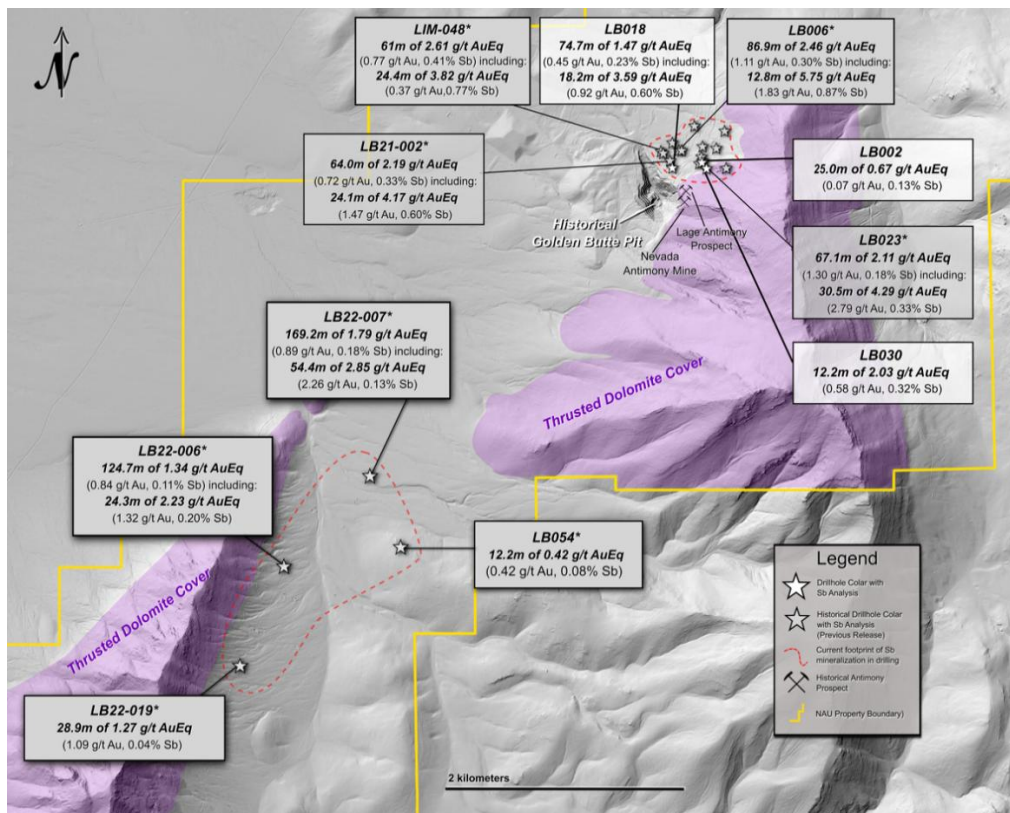 N
LIM-048*
61m of 2.61 g/t AuEq
(0.77 g/t Au, 0.41% Sb) including:
24.4m of 3.82 g/t AuEq
(0.37 g/t Au,0.77% Sb)
LB018
74.7m of 1.47 g/t AuEq
(0.45 g/t Au, 0.23% Sb) including:
18.2m of 3.59 g/t AuEq
(0.92 g/t Au, 0.60% Sb)
LB006*
86.9m of 2.46 g/t AuEq
(1.11 g/t Au, 0.30% Sb) including:
12.8m of 5.75 g/t AuEq
(1.83 g/t Au, 0.87% Sb)
LB21-002*
64.0m of 2.19 g/t AuEq
(0.72 g/t Au, 0.33% Sb) including:
24.1m of 4.17 g/t AuEq
(1.47 g/t Au, 0.60% Sb)
LB002
25.0m of 0.67 g/t AuEq
(0.07 g/t Au, 0.13% Sb)
Historical
Golden Butte Pit
Lage Antimony
Prospect
Nevada
Antimony Mine
LB023*
67.1m of 2.11 g/t AuEq
(1.30 g/t Au, 0.18% Sb) including:
30.5m of 4.29 g/t AuEq
(2.79 g/t Au, 0.33% Sb)
LB22-007*
169.2m of 1.79 g/t AuEq
(0.89 g/t Au, 0.18% Sb) including:
54.4m of 2.85 g/t AuEq
(2.26 g/t Au, 0.13% Sb)
LB030
12.2m of 2.03 g/t AuEq
(0.58 g/t Au, 0.32% Sb)
Thrusted Dolomite Cover
LB22-006*
124.7m of 1.34 g/t AuEq
(0.84 g/t Au, 0.11% Sb) including:
24.3m of 2.23 g/t AuEq
(1.32 g/t Au, 0.20% Sb)
LB054*
12.2m of 0.42 g/t AuEq
(0.42 g/t Au, 0.08% Sb)
Thrusted Dolomite Cover
LB22-019*
28.9m of 1.27 g/t AuEq
(1.09 g/t Au, 0.04% Sb)
Legend
Drillhole Colar with
Sb Analysis
Historical Drillhole Colar
with Sb Analysis
(Previous Release)
Current footprint of Sb
mineralization in drilling
Historical Antimony
Prospect
NAU Property Boundary)
2 kilometers